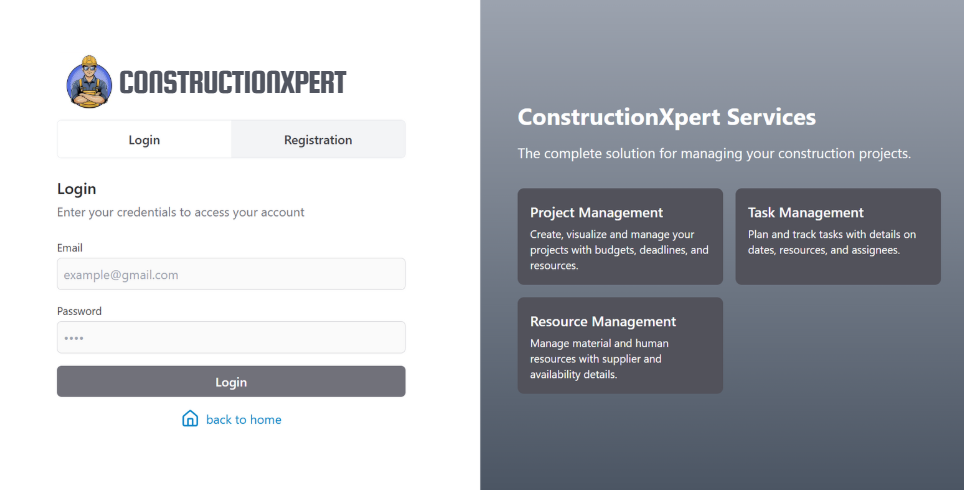 CONSTRUCTIONXPERT
Login
Registration
Login
Enter your credentials to access your account
Email
example@gmail.com
Password
••••
Login
back to home
ConstructionXpert Services
The complete solution for managing your construction projects.
Project Management
Create, visualize and manage your
projects with budgets, deadlines, and
resources.
Task Management
Plan and track tasks with details on
dates, resources, and assignees.
Resource Management
Manage material and human
resources with supplier and
availability details.